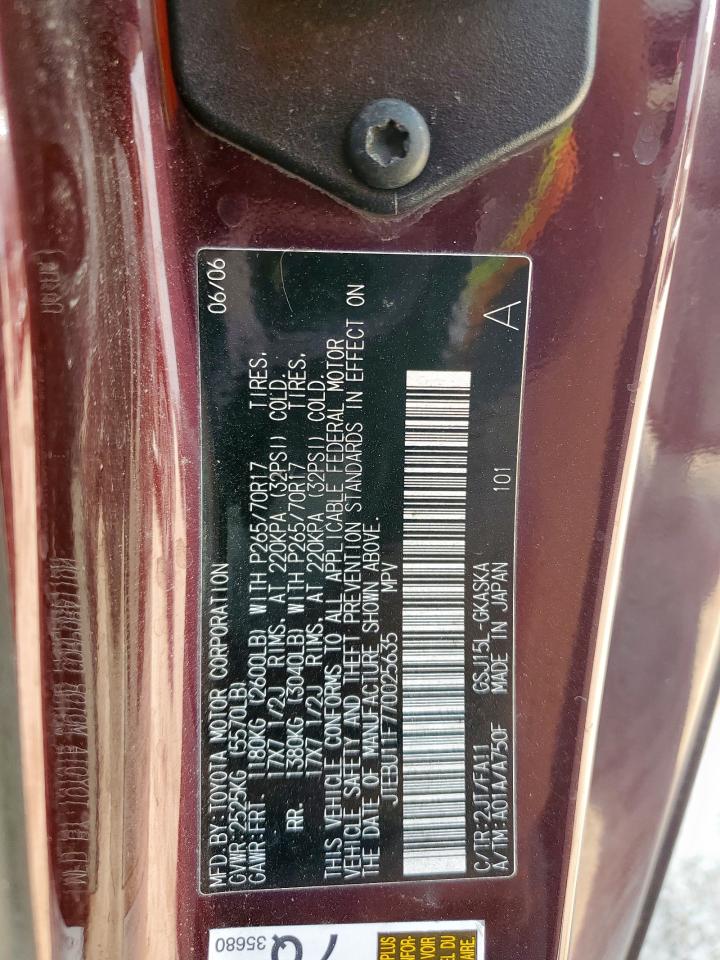 MFD. BY: TOYOTA MOTOR CORPORATION 06/06
GVWR: 2525KG (5570LB)
GAWR: FRT. 1180KG (2600LB) WITH P265/70R17 TIRES,
17X7 1/2J RIMS, AT 220KPA (32PSI) COLD.
RR. 1380KG (3040LB) WITH P265/70R17 TIRES,
17X7 1/2J RIMS, AT 220KPA (32PSI) COLD.
THIS VEHICLE CONFORMS TO ALL APPLICABLE FEDERAL MOTOR
VEHICLE SAFETY AND THEFT PREVENTION STANDARDS IN EFFECT ON
THE DATE OF MANUFACTURE SHOWN ABOVE.
JTEBU11F770025635 MPV
C/TR: 2JT/FA11 GSJ15L-GKASKA 101
A/TM: A01A/A750F MADE IN JAPAN
A
35680
PLUS
VOIR
EL DU